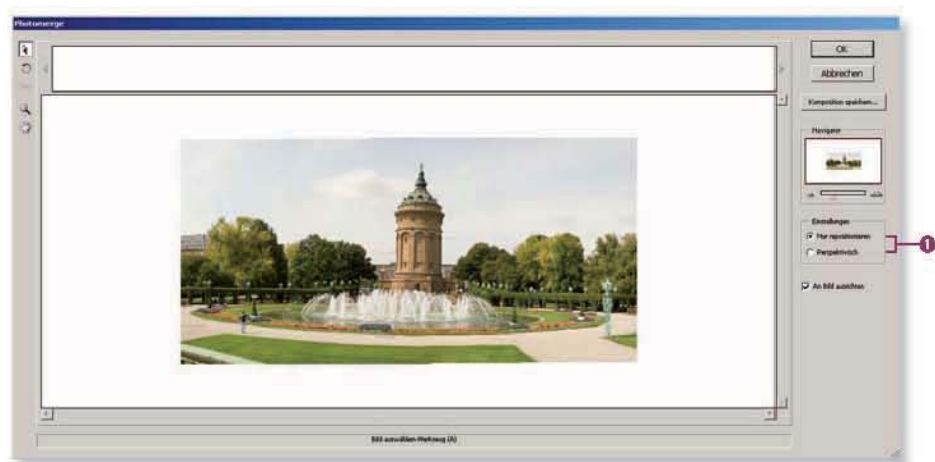 Photomerge
OK
Abbrechen
Komposition speichern...
Navigator
Einstellungen
Nur repositionieren
Perspektivisch
An Bild ausrichten
Bild auswählen-Werkzeug (A)
1